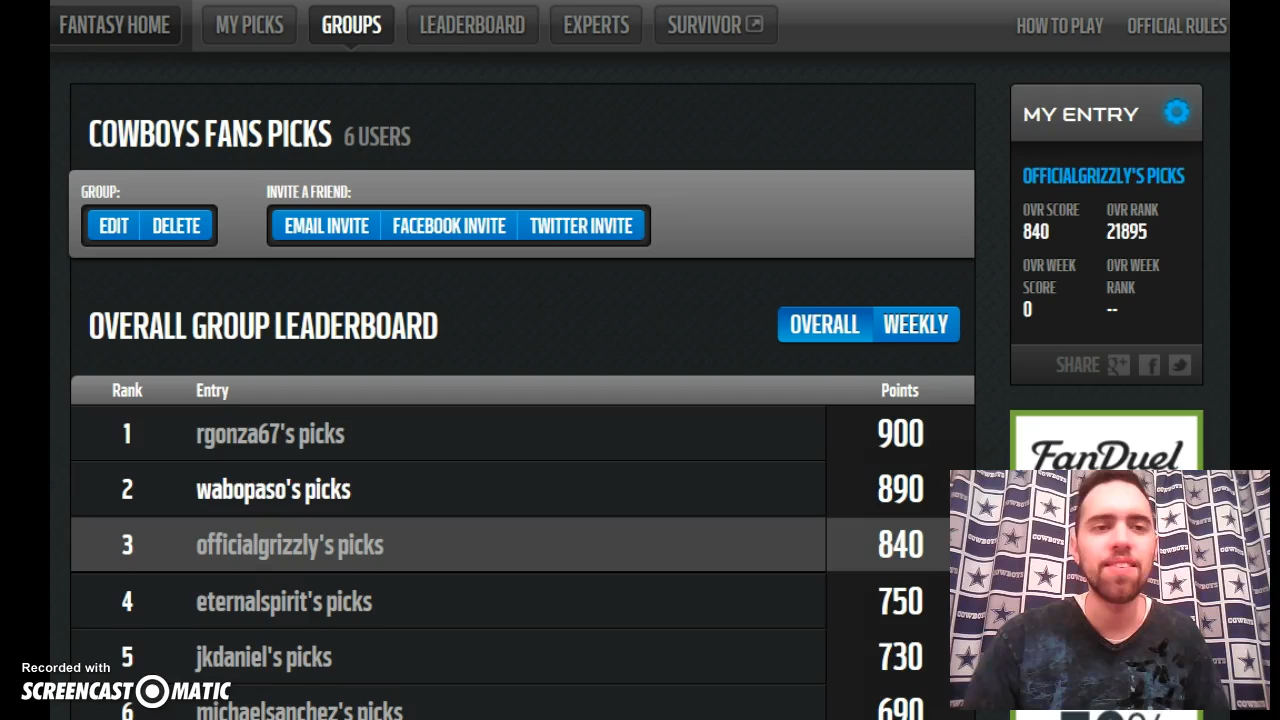 FANTASY HOME
MY PICKS
GROUPS
LEADERBOARD
EXPERTS
SURVIVOR
HOW TO PLAY
OFFICIAL RULES
COWBOYS FANS PICKS 6 USERS
GROUP:
EDIT
DELETE
INVITE A FRIEND:
EMAIL INVITE
FACEBOOK INVITE
TWITTER INVITE
OVERALL GROUP LEADERBOARD
OVERALL
WEEKLY
Rank Entry Points
1 rgonza67's picks 900
2 wabopaso's picks 890
3 officialgrizzly's picks 840
4 eternalspirit's picks 750
5 jkdaniel's picks 730
6 michaelsanchez's picks 690
MY ENTRY
OFFICIALGRIZZLY'S PICKS
OVR SCORE OVR RANK
840 21895
OVR WEEK SCORE OVR WEEK RANK
0 --
SHARE
FanDuel
COWBOYS
Recorded with
SCREENCAST-O-MATIC